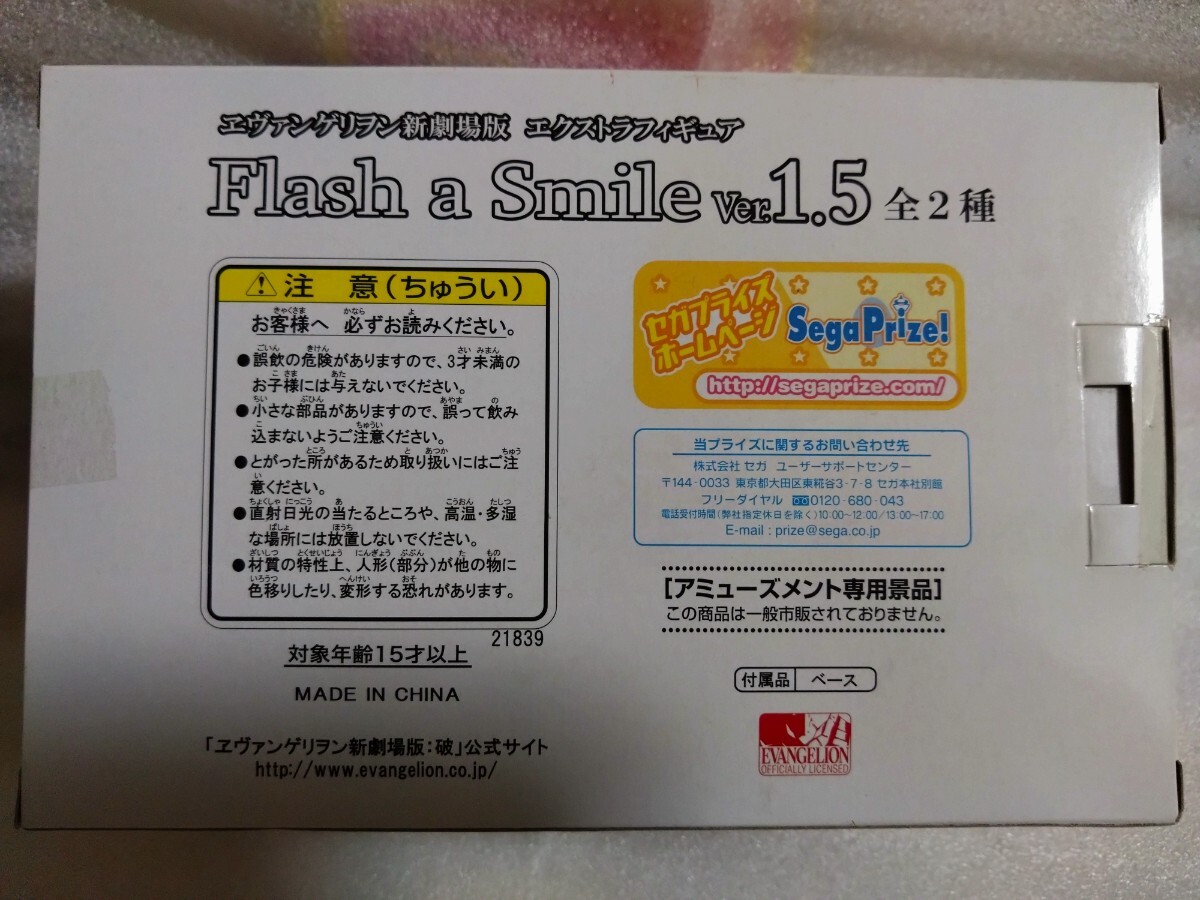 ヱヴァンゲリヲン新劇場版 エクストラフィギュア
Flash a Smile Ver.1.5 全2種
注 意(ちゅうい)
お客様へ 必ずお読みください。
●誤飲の危険がありますので、3才未満の
お子様には与えないでください。
●小さな部品がありますので、誤って飲み
込まないようご注意ください。
●とがった所があるため取り扱いにはご注
意ください。
●直射日光の当たるところや、高温・多湿
な場所には放置しないでください。
●材質の特性上、人形(部分)が他の物に
色移りしたり、変形する恐れがあります。
21839
対象年齢15才以上
MADE IN CHINA
「ヱヴァンゲリヲン新劇場版:破」公式サイト
http://www.evangelion.co.jp/
セガプライズ
ホームページ
SegaPrize!
http://segaprize.com/
当プライズに関するお問い合わせ先
株式会社 セガ ユーザーサポートセンター
〒144-0033 東京都大田区東糀谷3-7-8 セガ本社別館
フリーダイヤル 0120-680-043
電話受付時間(弊社指定休日を除く)10:00~12:00/13:00~17:00
E-mail : prize@sega.co.jp
[アミューズメント専用景品]
この商品は一般市販されておりません。
付属品 ベース
EVANGELION
OFFICIALLY LICENSED